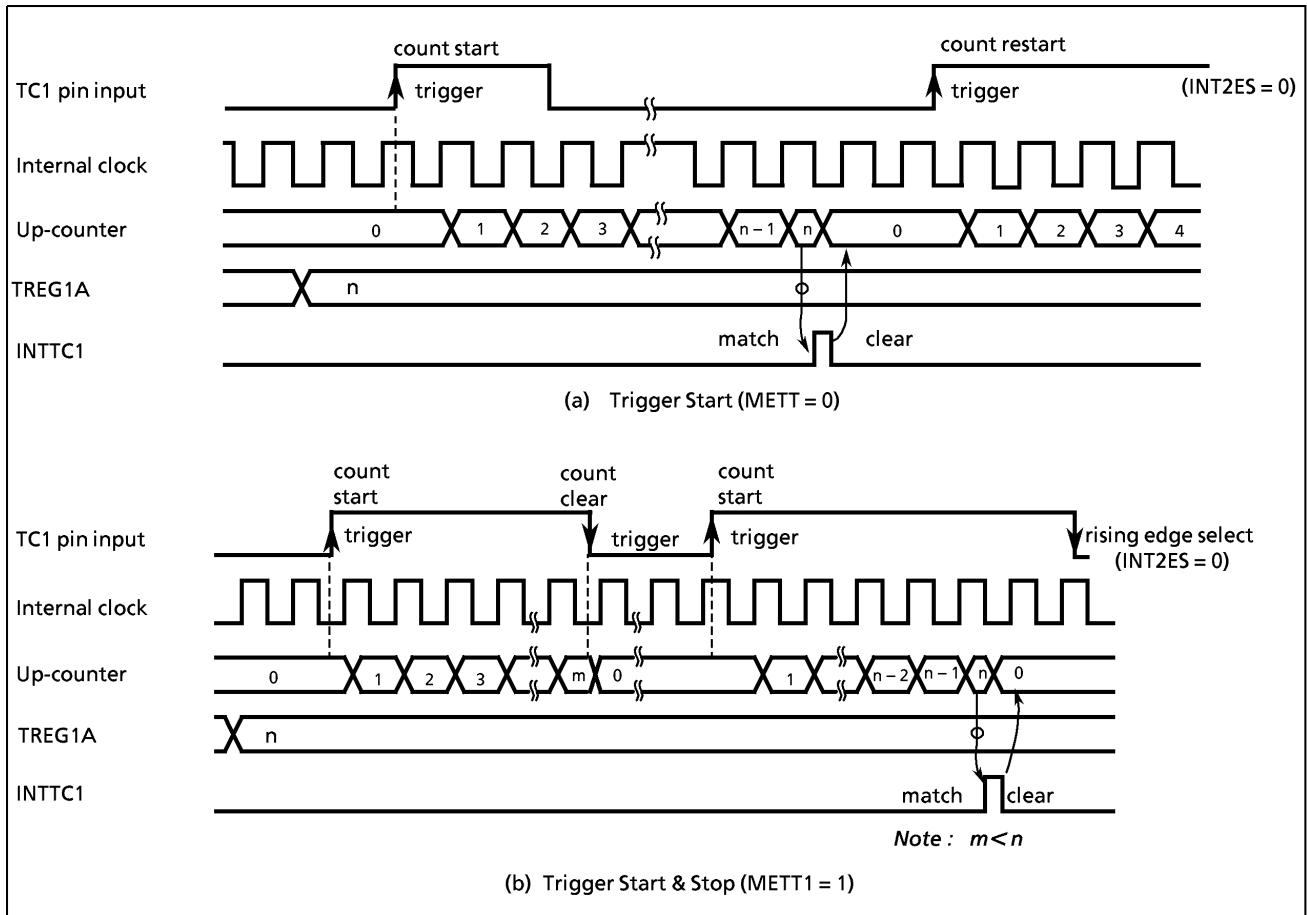 count start
count restart
TC1 pin input
trigger
trigger
(INT2ES = 0)
Internal clock
Up-counter
0
1
2
3
n – 1
n
0
1
2
3
4
TREG1A
n
INTTC1
match
clear
(a) Trigger Start (METT = 0)
count start
count clear
count start
TC1 pin input
trigger
trigger
trigger
rising edge select
(INT2ES = 0)
Internal clock
Up-counter
0
1
2
3
m
0
1
n – 2
n – 1
n
0
TREG1A
n
INTTC1
match
clear
Note : m < n
(b) Trigger Start & Stop (METT1 = 1)